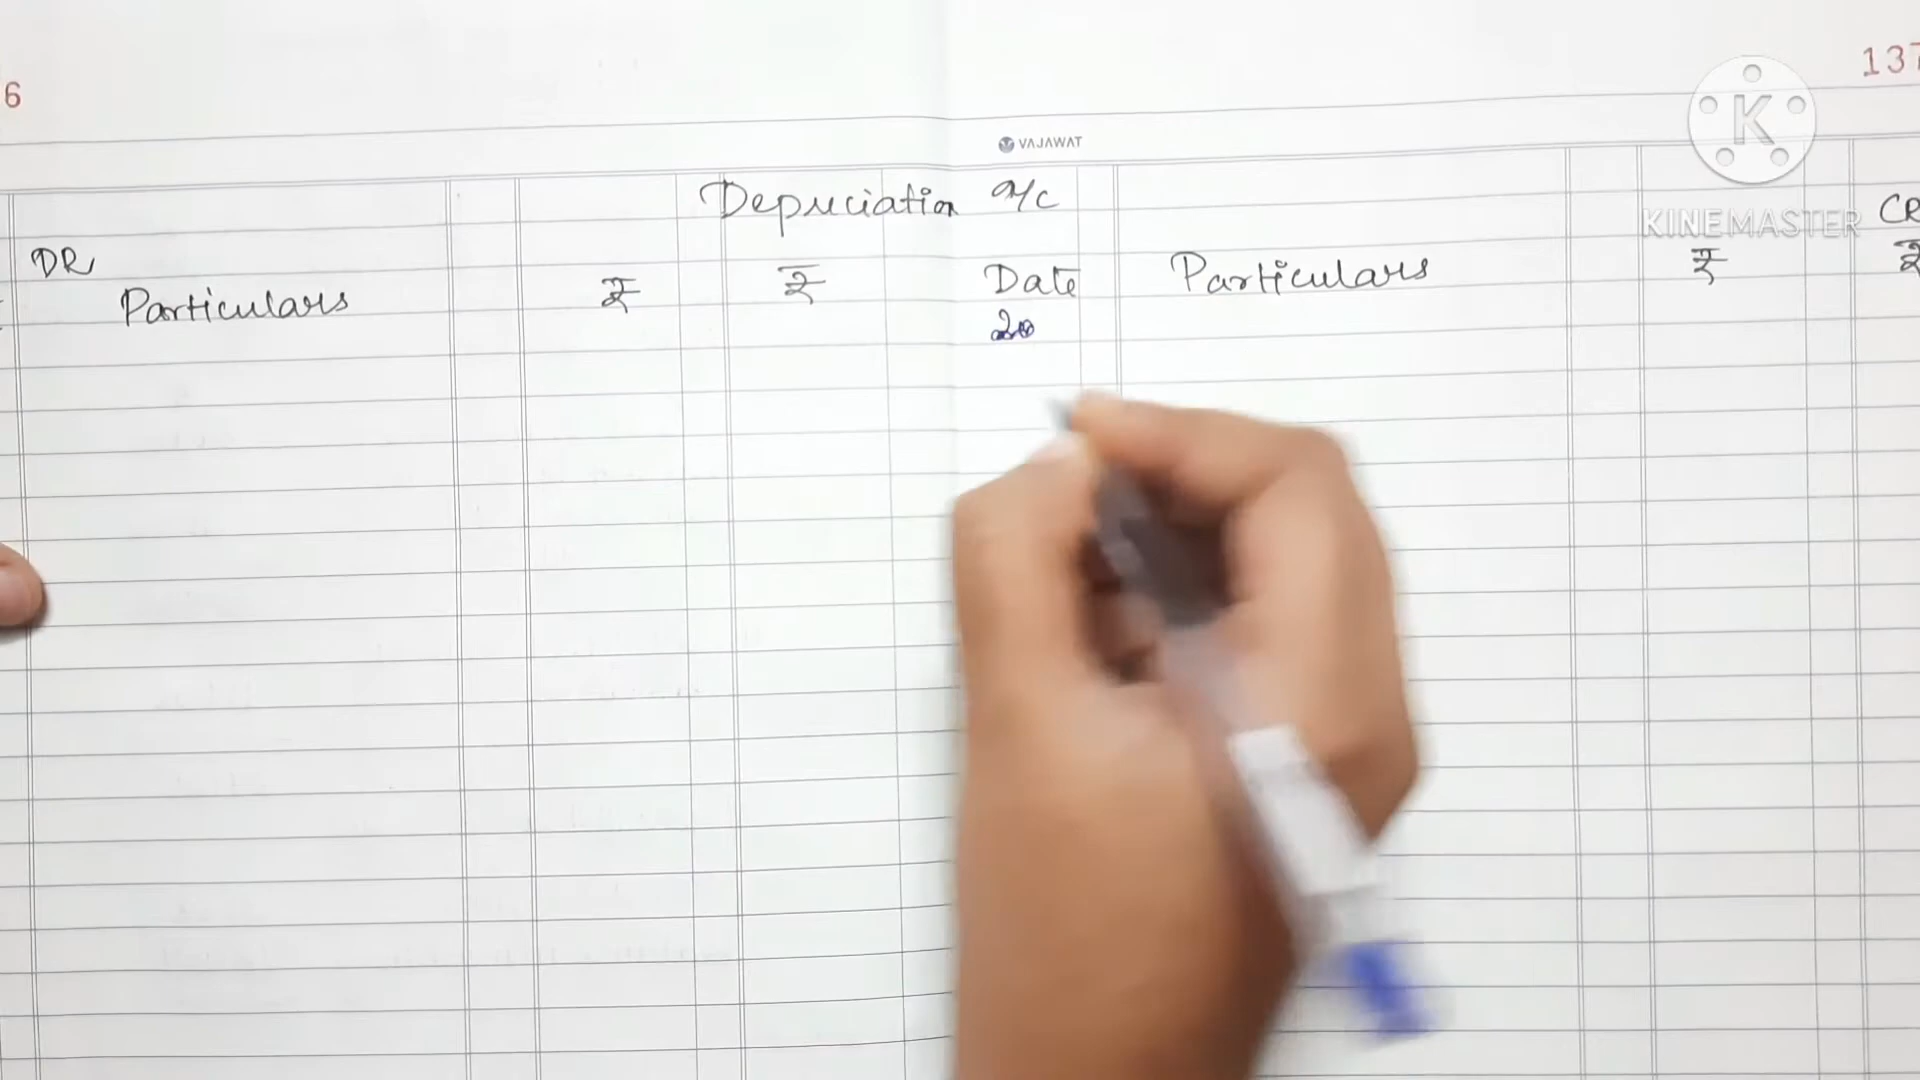 6
137
VAJAWAT
K
KINEMASTER
Depreciation A/c
DR
CR
Particulars ₹ ₹ Date Particulars ₹ ₹
20